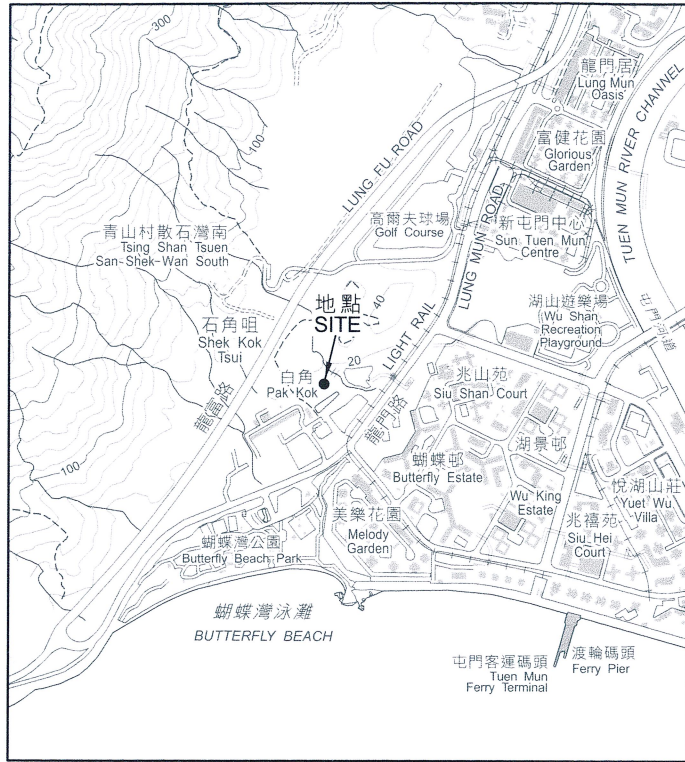 300
龍門居
Lung Mun
Oasis
TUEN MUN RIVER CHANNEL
富健花園
Glorious
Garden
100
LUNG FU ROAD
高爾夫球場
Golf Course
LUNG MUN ROAD
新屯門中心
Sun Tuen Mun
Centre
青山村散石灣南
Tsing Shan Tsuen
San Shek Wan South
地點
SITE
40
湖山遊樂場
Wu Shan
Recreation
Playground
屯門河道
石角咀
Shek Kok
Tsui
LIGHT RAIL
20
白角
Pak Kok
兆山苑
Siu Shan Court
龍富路
龍門路
湖景邨
蝴蝶邨
Butterfly Estate
悅湖山莊
Yuet Wu
Villa
100
Wu King
Estate
美樂花園
Melody
Garden
兆禧苑
Siu Hei
Court
蝴蝶灣公園
Butterfly Beach Park
蝴蝶灣泳灘
BUTTERFLY BEACH
屯門客運碼頭
Tuen Mun
Ferry Terminal
渡輪碼頭
Ferry Pier